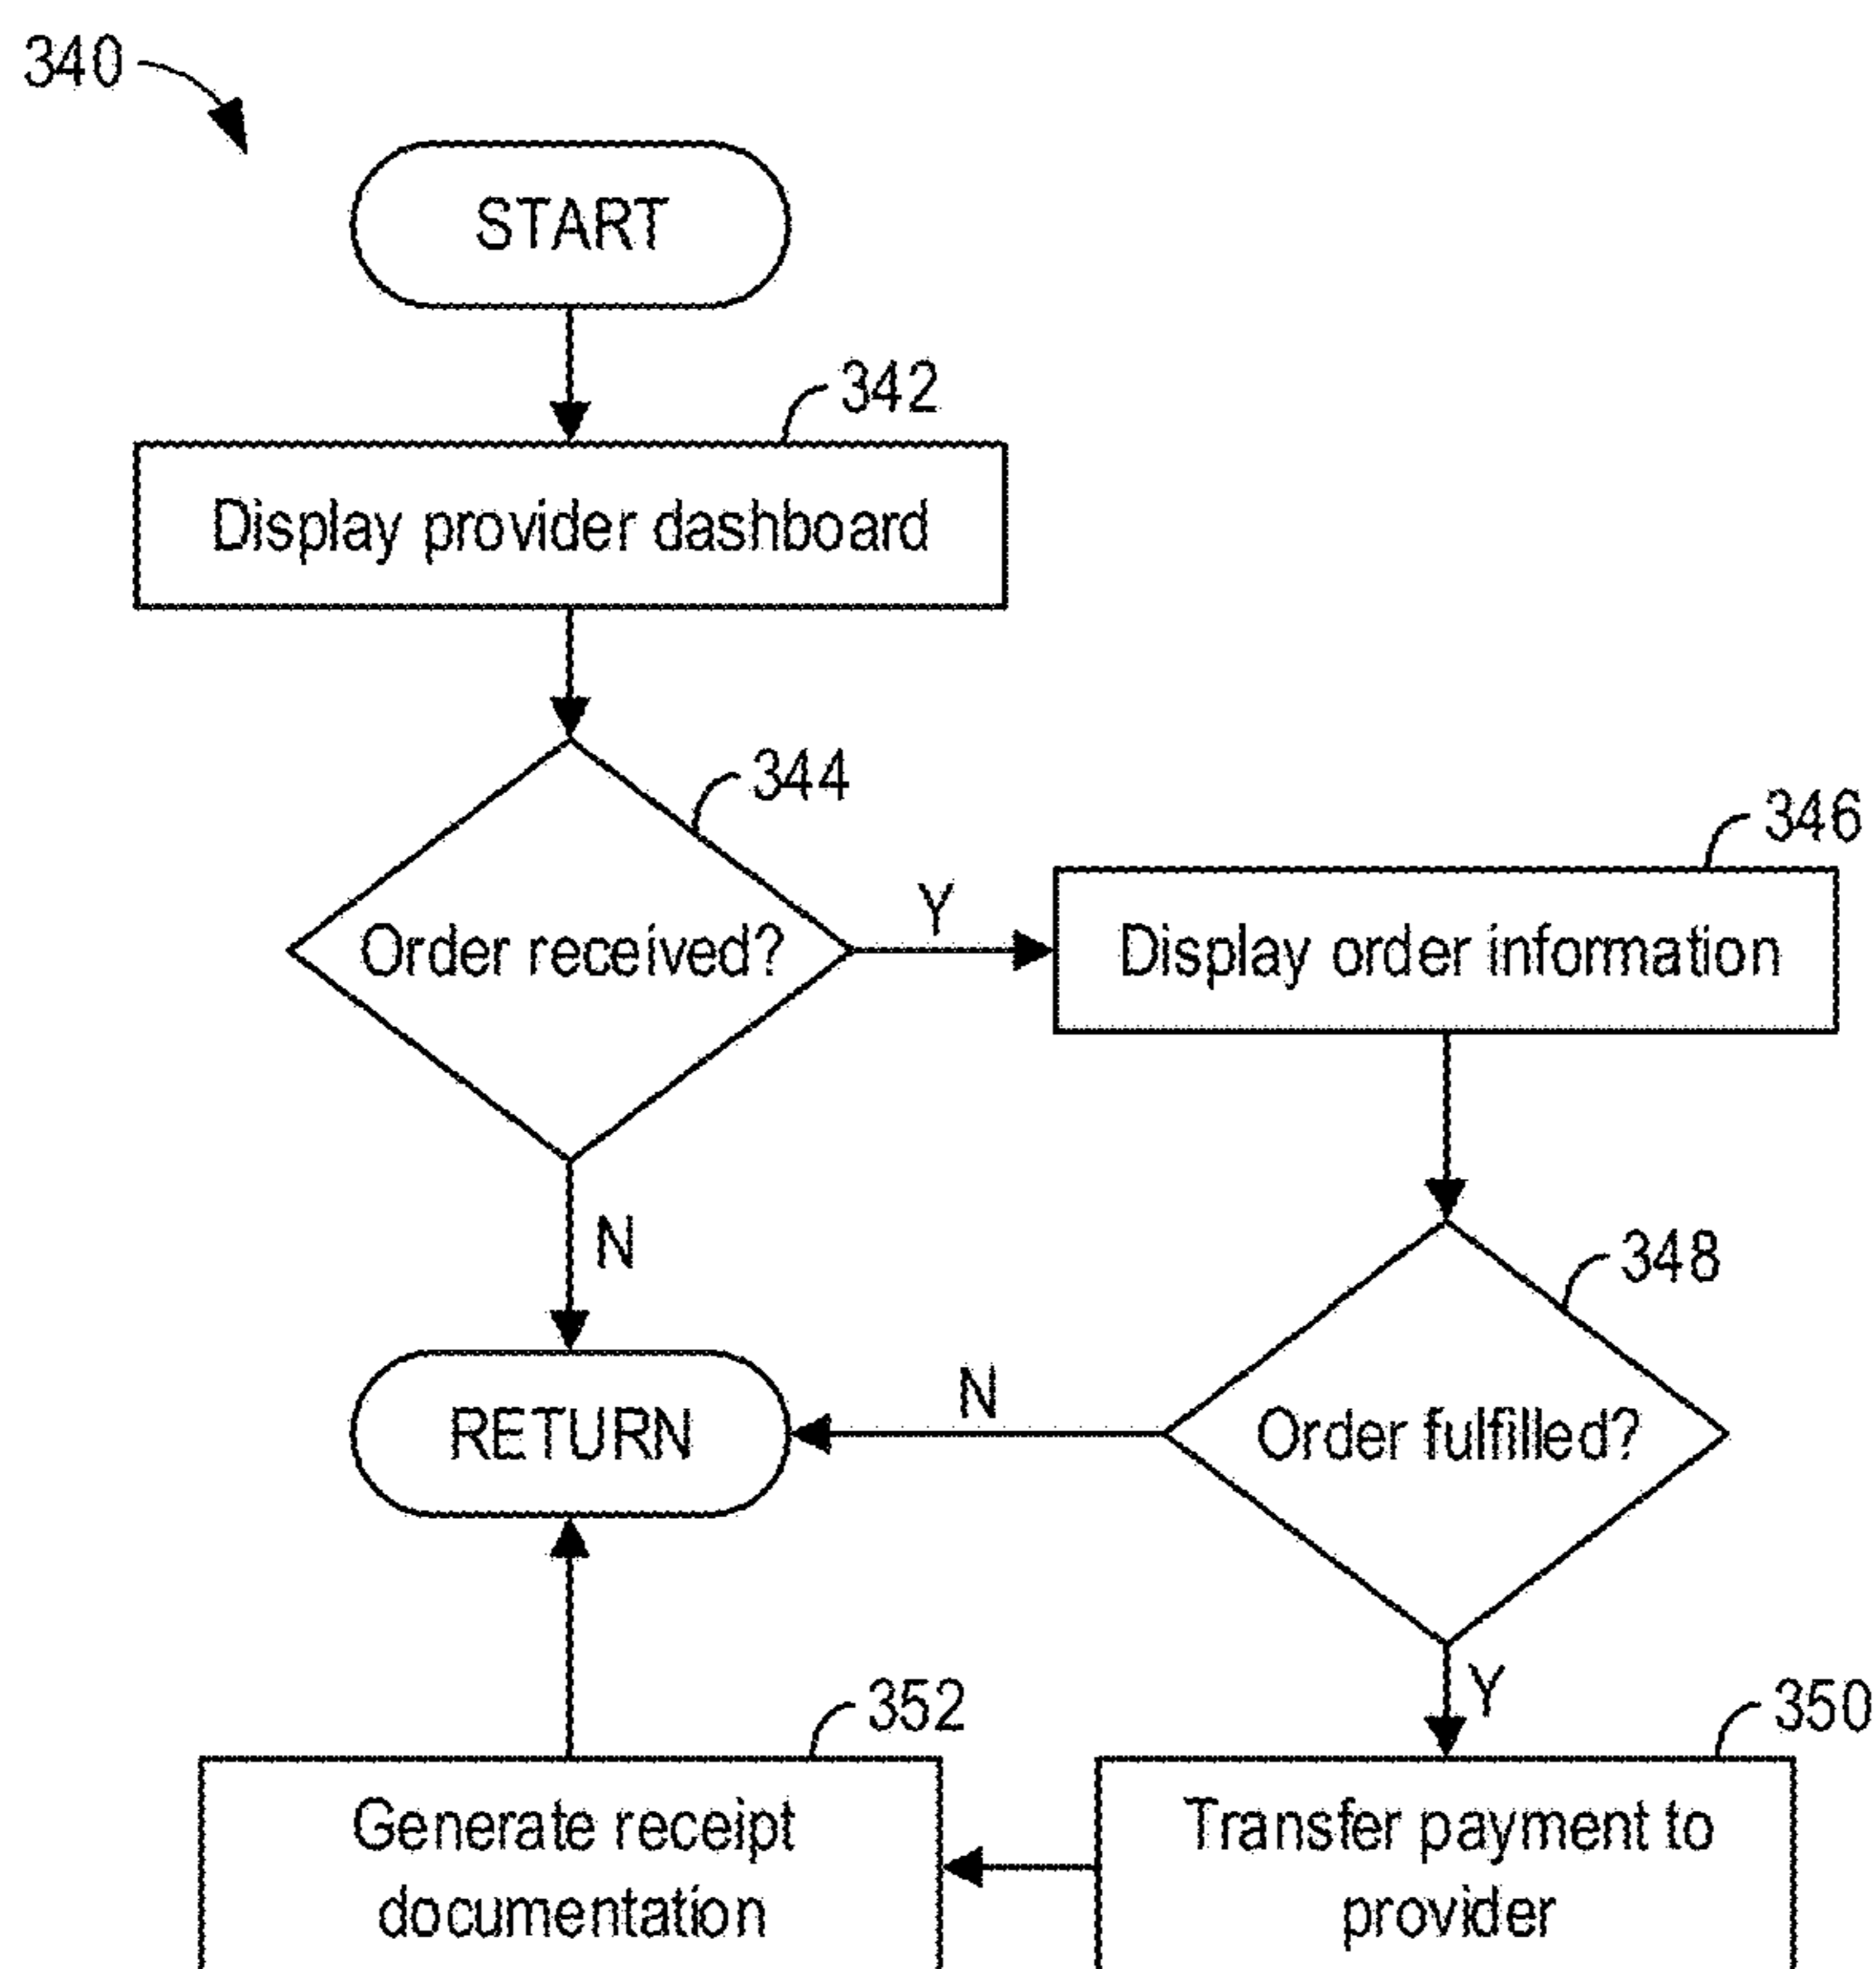 340
START
342
Display provider dashboard
344
346
Order received?
Y
Display order information
N
348
RETURN
N
Order fulfilled?
Y
352
350
Generate receipt
documentation
Transfer payment to
provider